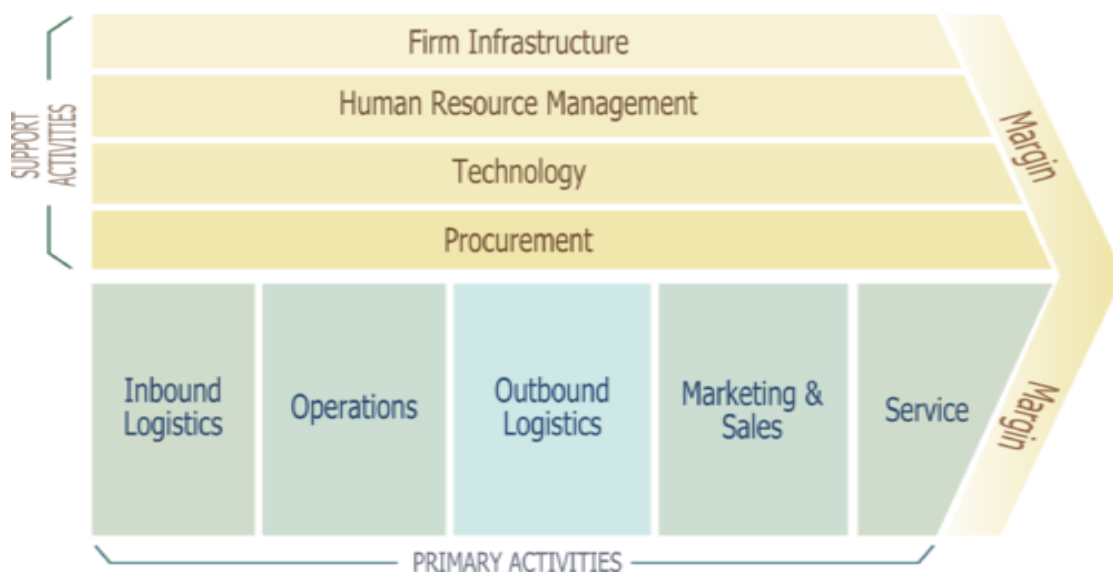 Firm Infrastructure
Human Resource Management
Technology
Procurement
SUPPORT
ACTIVITIES
Margin
Inbound
Logistics
Operations
Outbound
Logistics
Marketing &
Sales
Service
Margin
PRIMARY ACTIVITIES